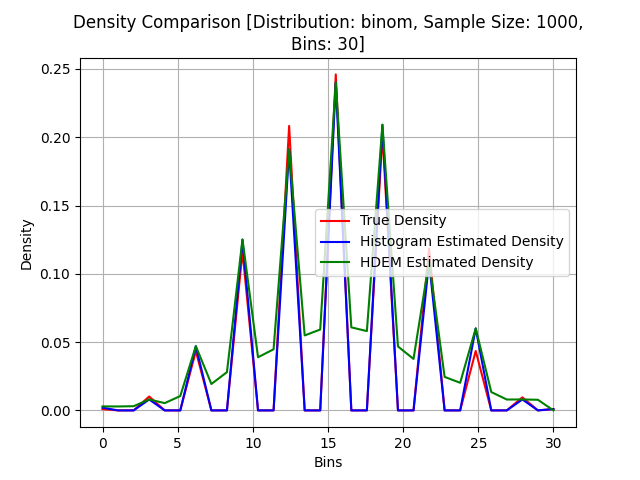 Density Comparison [Distribution: binom, Sample Size: 1000,
Bins: 30]
0.25
0.20
0.15
0.10
0.05
0.00
Density
True Density
Histogram Estimated Density
HDEM Estimated Density
0
5
10
15
20
25
30
Bins